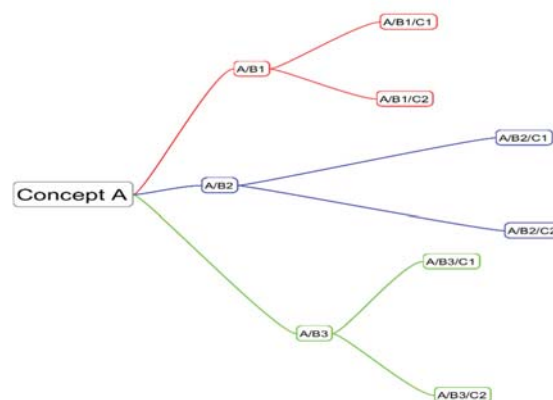 A/B1/C1
A/B1
A/B1/C2
A/B2/C1
Concept A
A/B2
A/B2/C2
A/B3/C1
A/B3
A/B3/C2